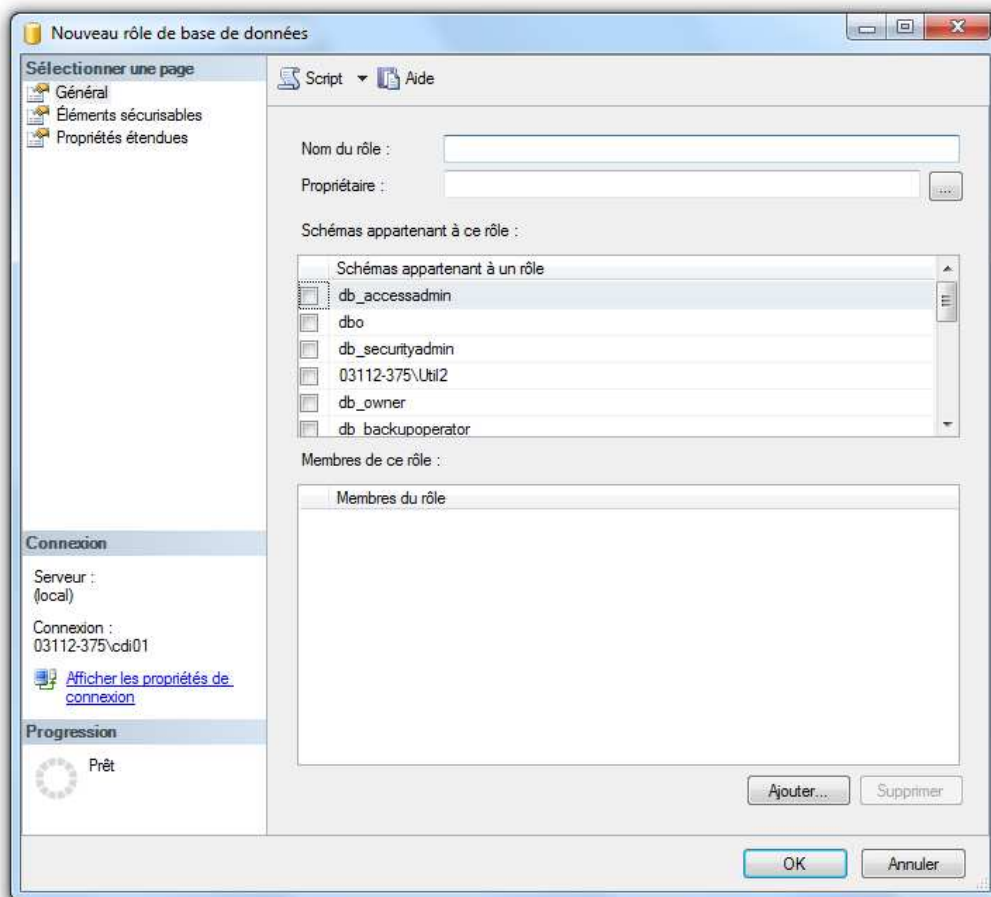 Nouveau rôle de base de données
Sélectionner une page
Général
Éléments sécurisables
Propriétés étendues
Script
Aide
Nom du rôle :
Propriétaire :
...
Schémas appartenant à ce rôle :
Schémas appartenant à un rôle
db_accessadmin
dbo
db_securityadmin
03112-375\Util2
db_owner
db_backupoperator
Membres de ce rôle :
Membres du rôle
Connexion
Serveur :
(local)
Connexion :
03112-375\cdi01
Afficher les propriétés de
connexion
Progression
Prêt
Ajouter...
Supprimer
OK
Annuler